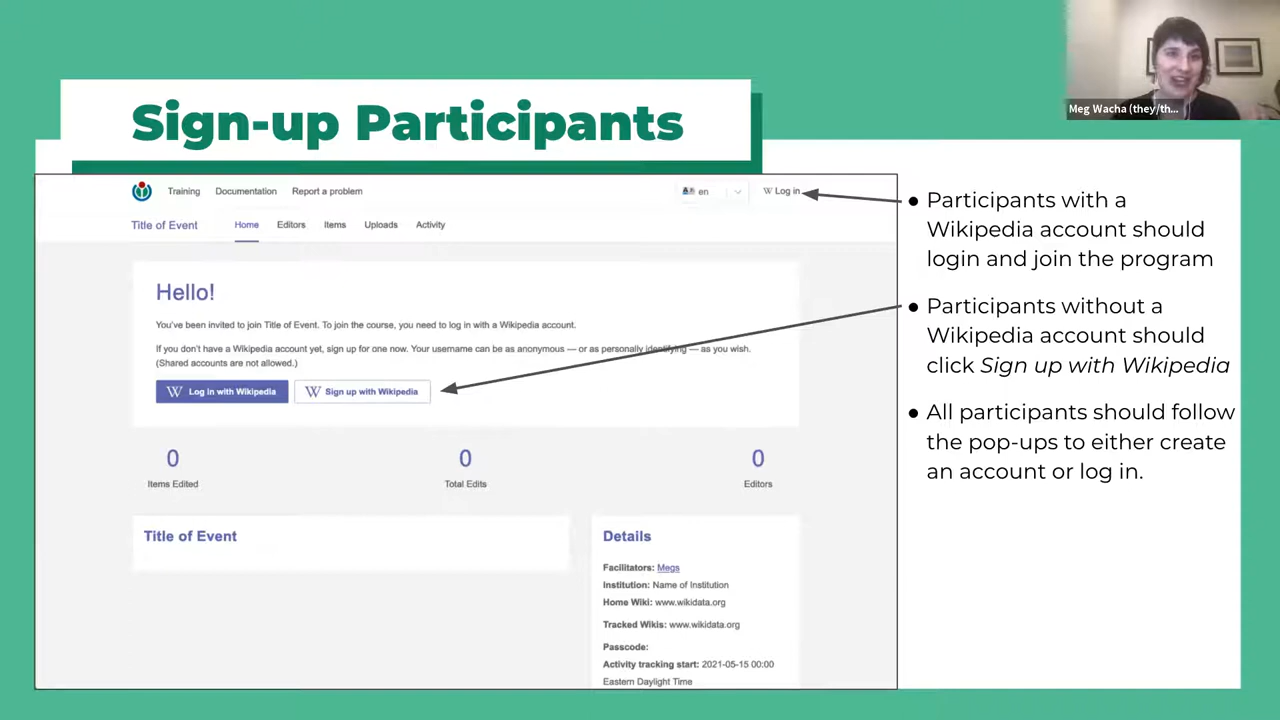 Meg Wacha (they/th...
Sign-up Participants
Training Documentation Report a problem en Log in
Title of Event Home Editors Items Uploads Activity
Hello!
You've been invited to join Title of Event. To join the course, you need to log in with a Wikipedia account.
If you don't have a Wikipedia account yet, sign up for one now. Your username can be as anonymous — or as personally identifying — as you wish.
(Shared accounts are not allowed.)
W Log in with Wikipedia W Sign up with Wikipedia
0 0 0
Items Edited Total Edits Editors
Title of Event
Details
Facilitators: Megs
Institution: Name of Institution
Home Wiki: www.wikidata.org
Tracked Wikis: www.wikidata.org
Passcode:
Activity tracking start: 2021-05-15 00:00
Eastern Daylight Time
● Participants with a
Wikipedia account should
login and join the program
● Participants without a
Wikipedia account should
click Sign up with Wikipedia
● All participants should follow
the pop-ups to either create
an account or log in.